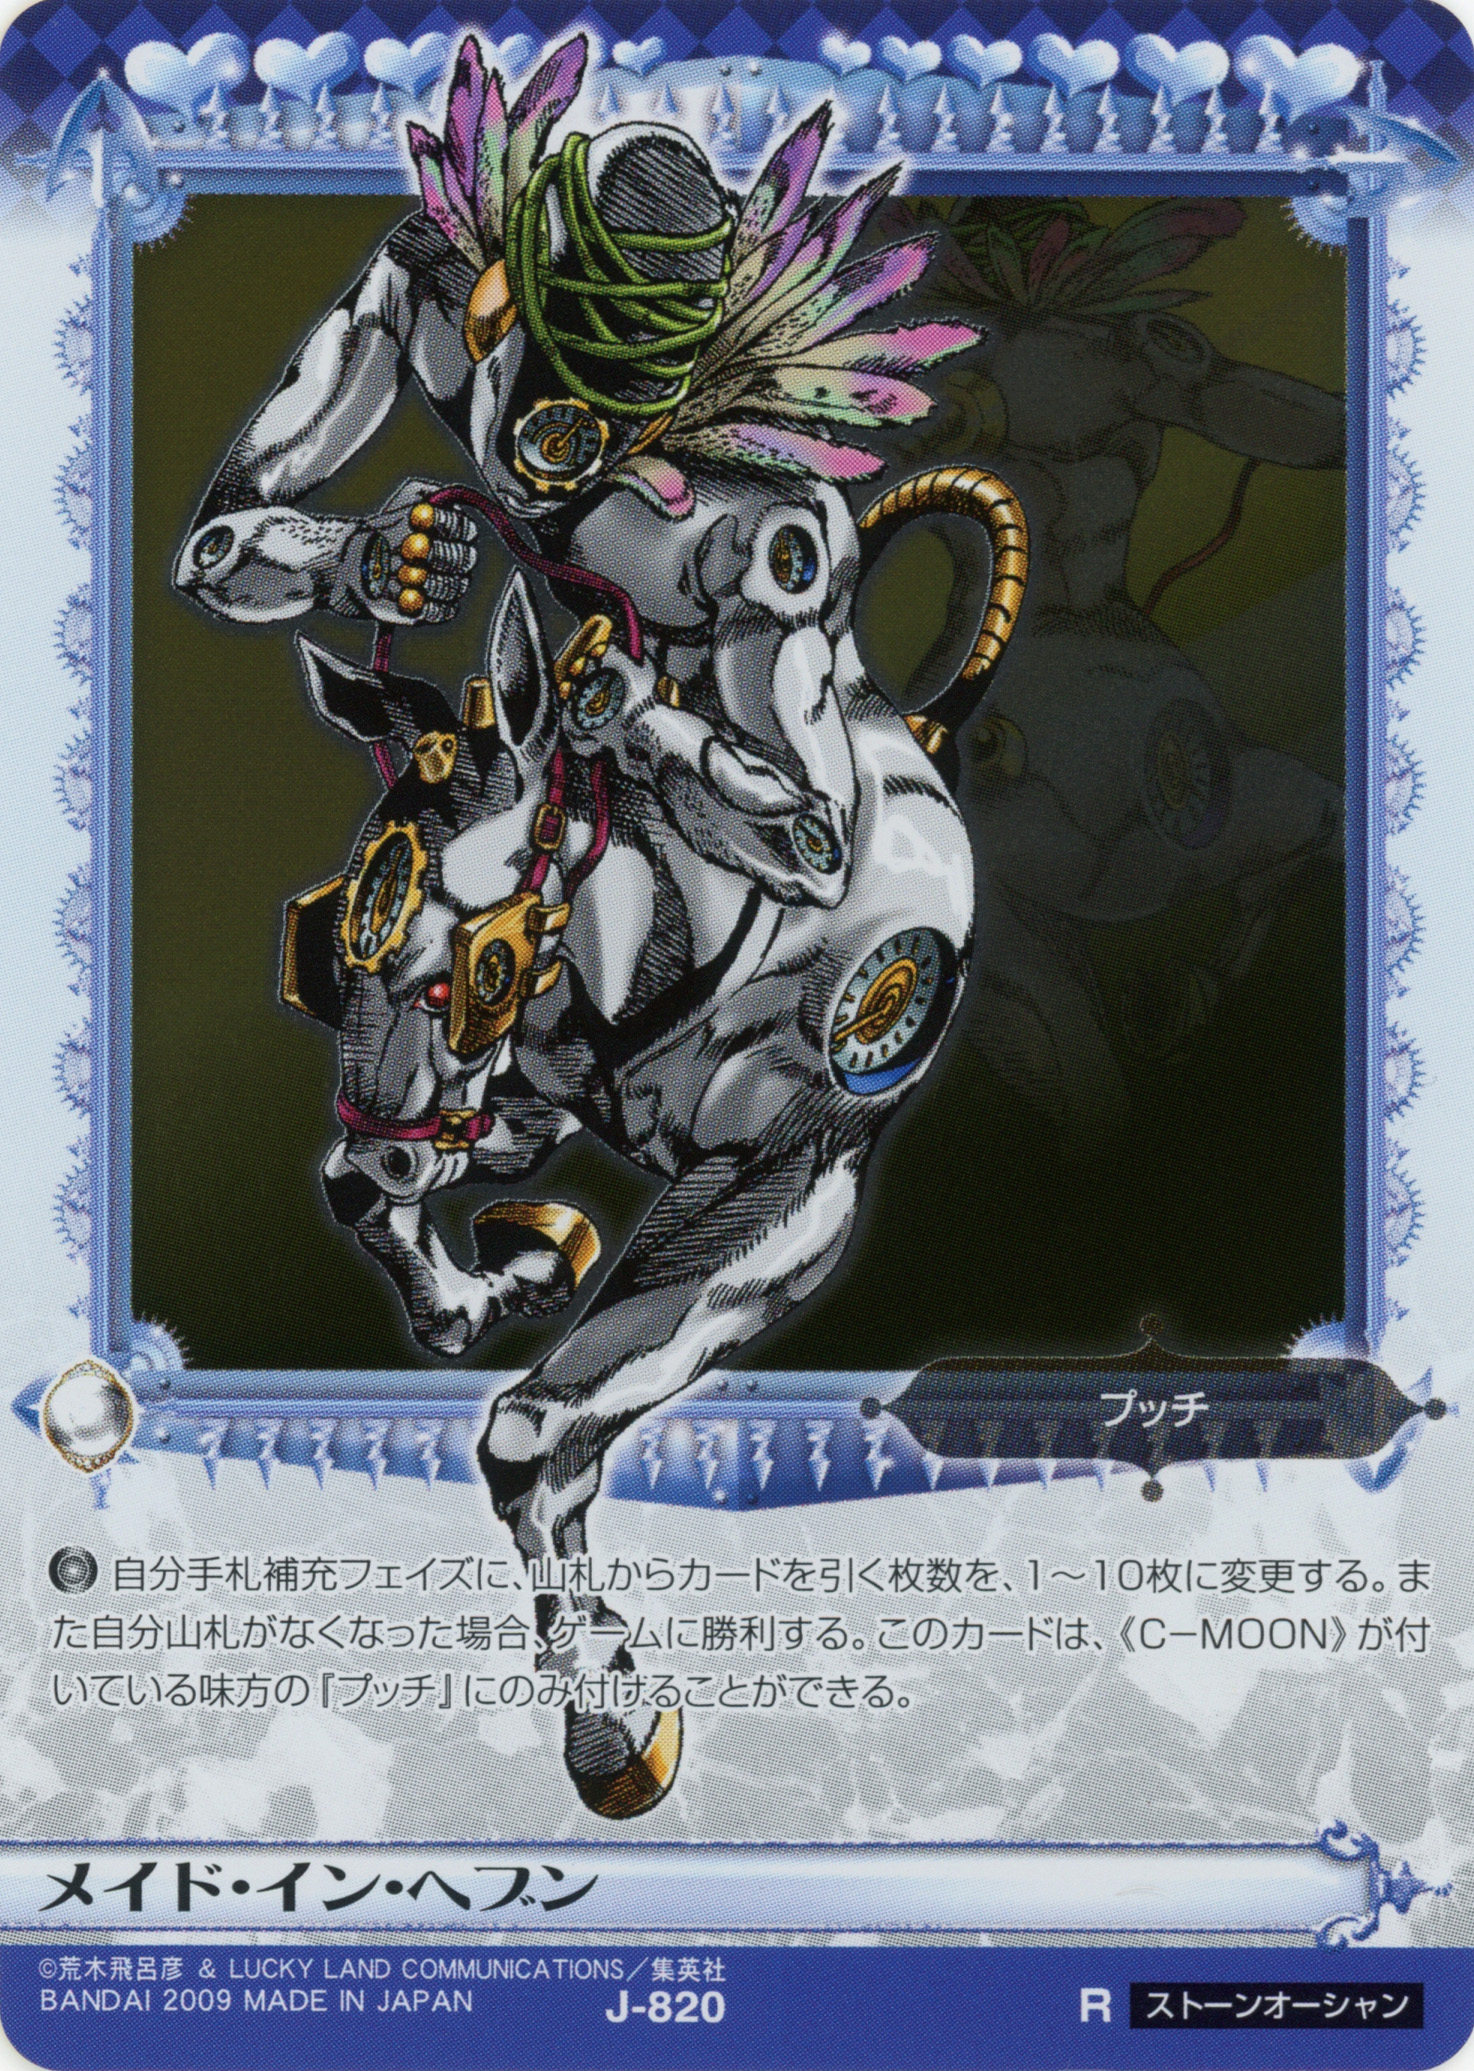 プッチ
自分手札補充フェイズに、山札からカードを引く枚数を、1～10枚に変更する。ま
た自分山札がなくなった場合、ゲームに勝利する。このカードは、《C－MOON》が付
いている味方の『プッチ』にのみ付けることができる。
メイド・イン・ヘブン
©荒木飛呂彦 & LUCKY LAND COMMUNICATIONS／集英社
BANDAI 2009 MADE IN JAPAN J-820 R ストーンオーシャン